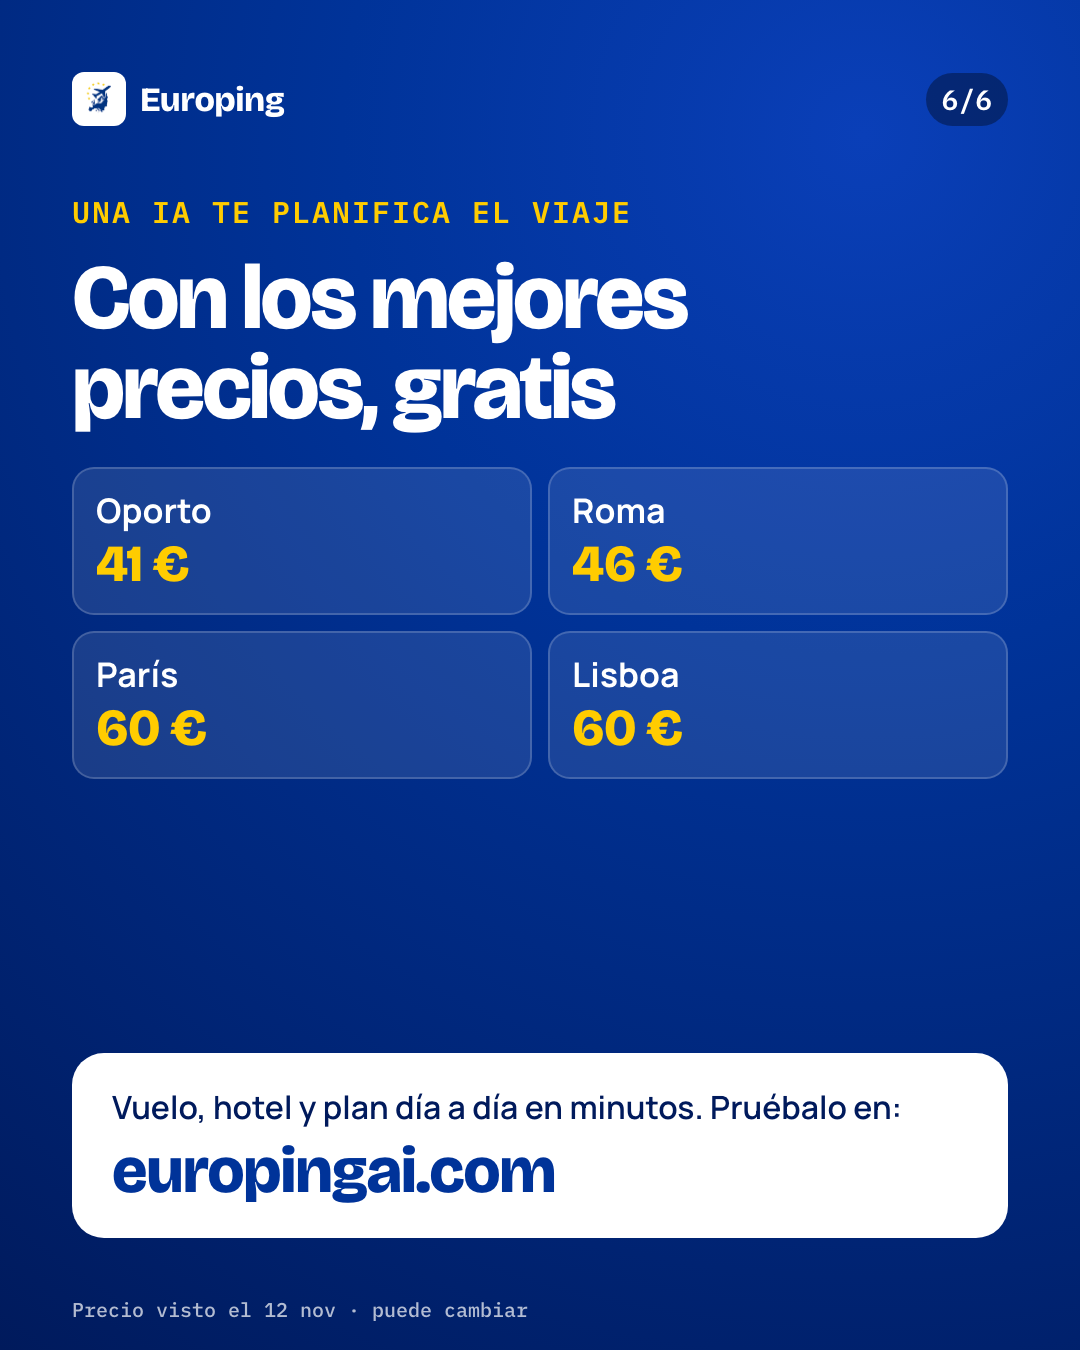 Europing
6/6
UNA IA TE PLANIFICA EL VIAJE
Con los mejores
precios, gratis
Oporto
41 €
Roma
46 €
París
60 €
Lisboa
60 €
Vuelo, hotel y plan día a día en minutos. Pruébalo en:
europingai.com
Precio visto el 12 nov · puede cambiar